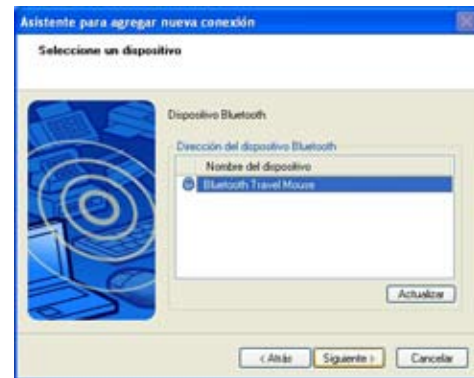 Asistente para agregar nueva conexión
Seleccione un dispositivo
Dispositivo Bluetooth
Dirección del dispositivo Bluetooth
Nombre del dispositivo
Bluetooth Travel Mouse
Actualizar
< Atrás
Siguiente >
Cancelar